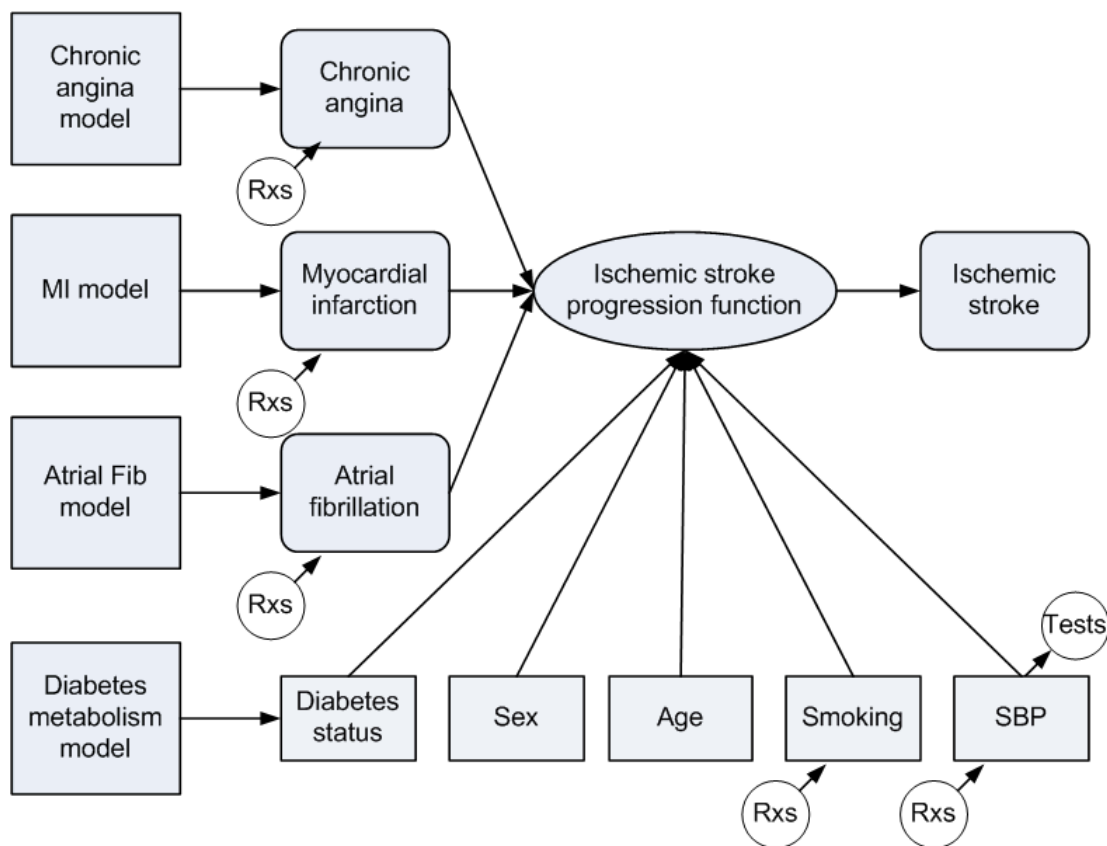 Chronic
angina
model
Chronic
angina
Rxs
MI model
Myocardial
infarction
Ischemic stroke
progression function
Ischemic
stroke
Rxs
Atrial Fib
model
Atrial
fibrillation
Rxs
Tests
Diabetes
metabolism
model
Diabetes
status
Sex
Age
Smoking
SBP
Rxs
Rxs